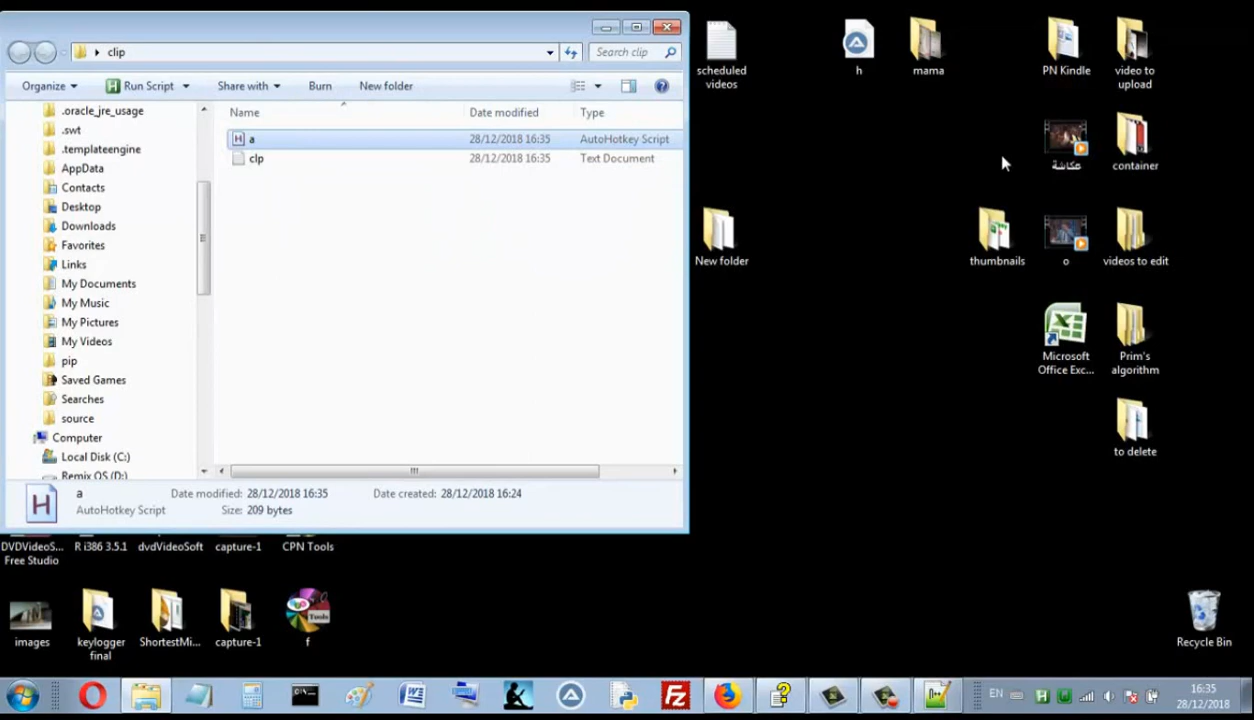 clip
Search clip
Organize
Run Script
Share with
Burn
New folder
Name
Date modified
Type
a
28/12/2018 16:35
AutoHotkey Script
clp
28/12/2018 16:35
Text Document
.oracle_jre_usage
.swt
.templateengine
AppData
Contacts
Desktop
Downloads
Favorites
Links
My Documents
My Music
My Pictures
My Videos
pip
Saved Games
Searches
source
Computer
Local Disk (C:)
Remix OS (D:)
a
Date modified: 28/12/2018 16:35
Date created: 28/12/2018 16:24
AutoHotkey Script
Size: 209 bytes
scheduled
videos
h
mama
PN Kindle
video to
upload
عكاشة
container
New folder
thumbnails
o
videos to edit
Microsoft
Office Exc...
Prim's
algorithm
to delete
DVDVideoS...
Free Studio
R i386 3.5.1
dvdVideoSoft
capture-1
CPN Tools
images
keylogger
final
ShortestMi...
capture-1
Tools
f
Recycle Bin
EN
16:35
28/12/2018